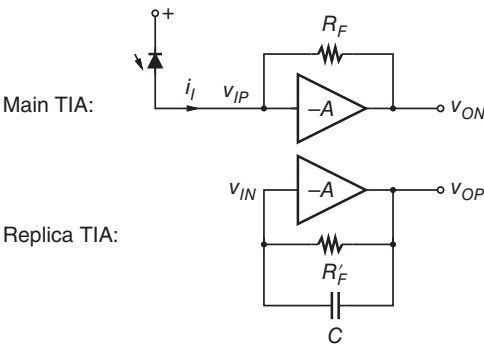 +
R_F
Main TIA:
i_I
v_IP
–A
v_ON
v_IN
–A
v_OP
Replica TIA:
R′_F
C